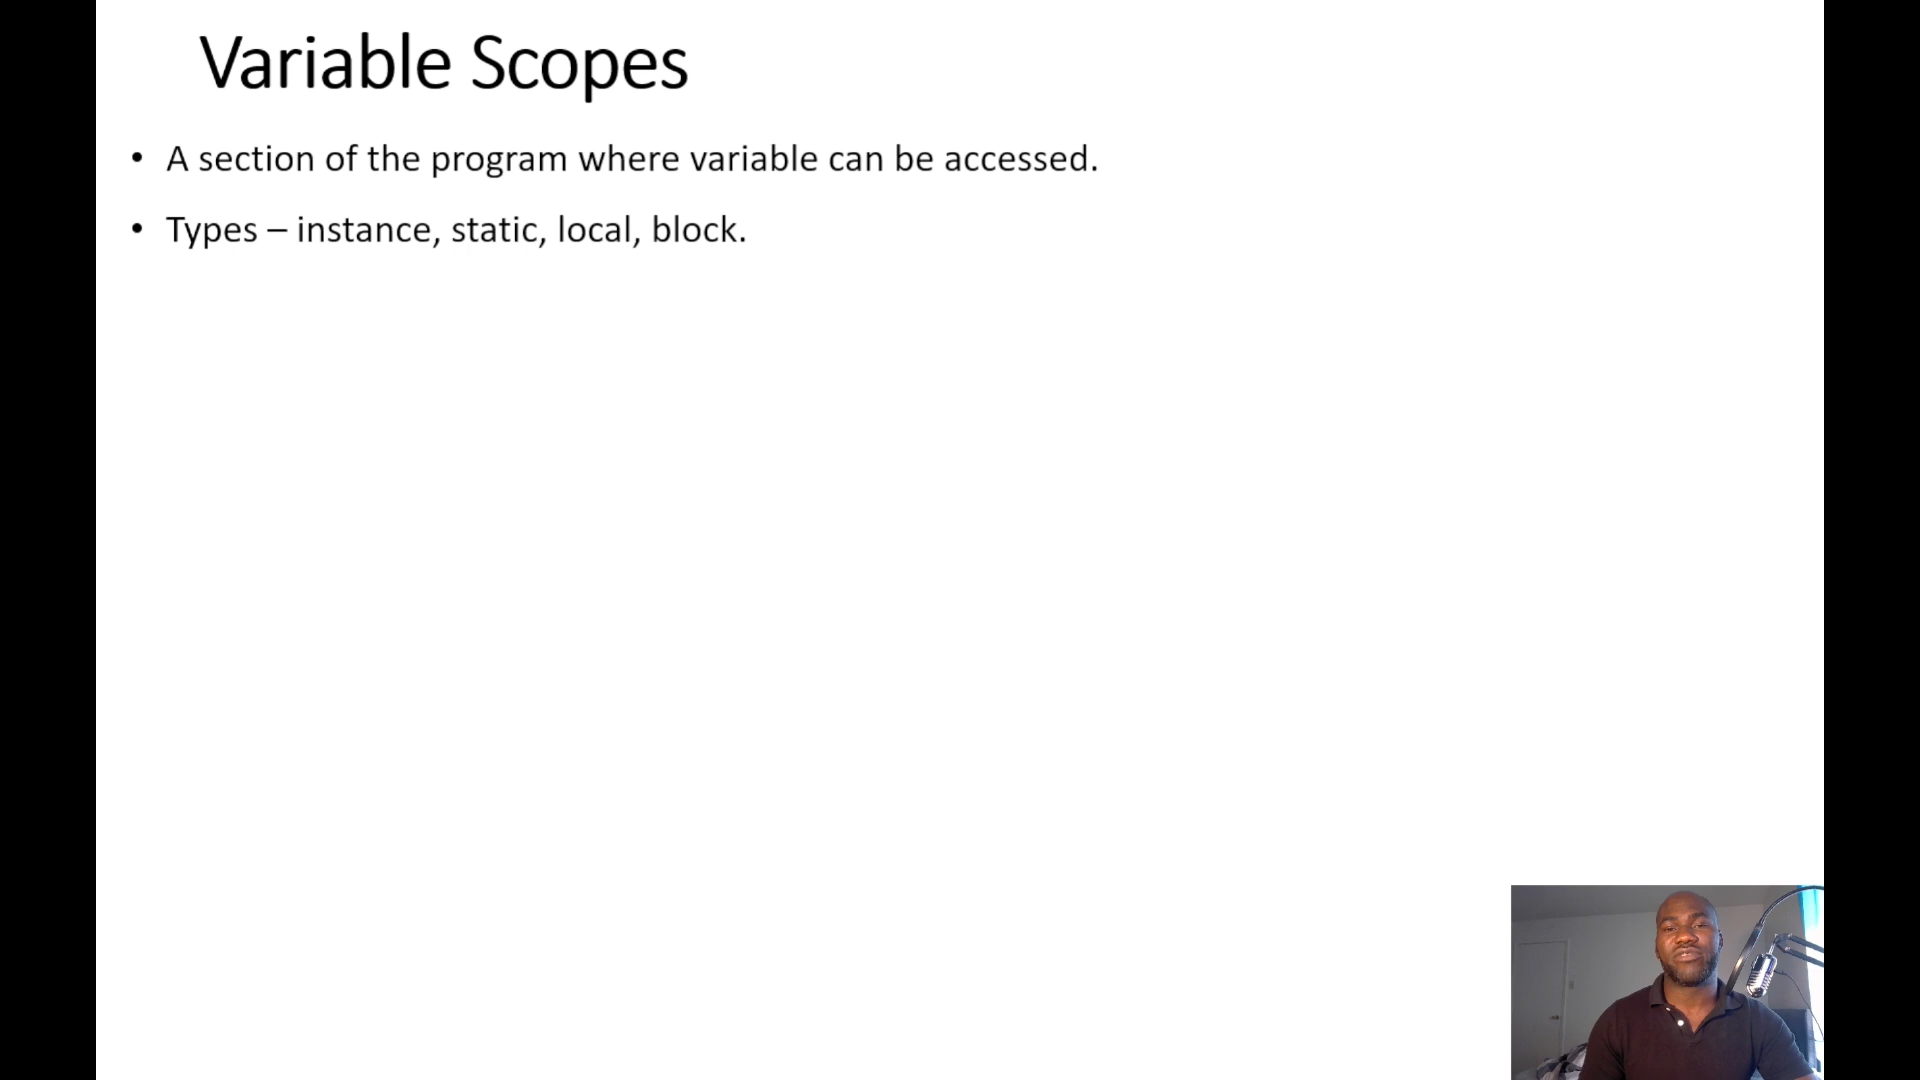 Variable Scopes
• A section of the program where variable can be accessed.
• Types – instance, static, local, block.